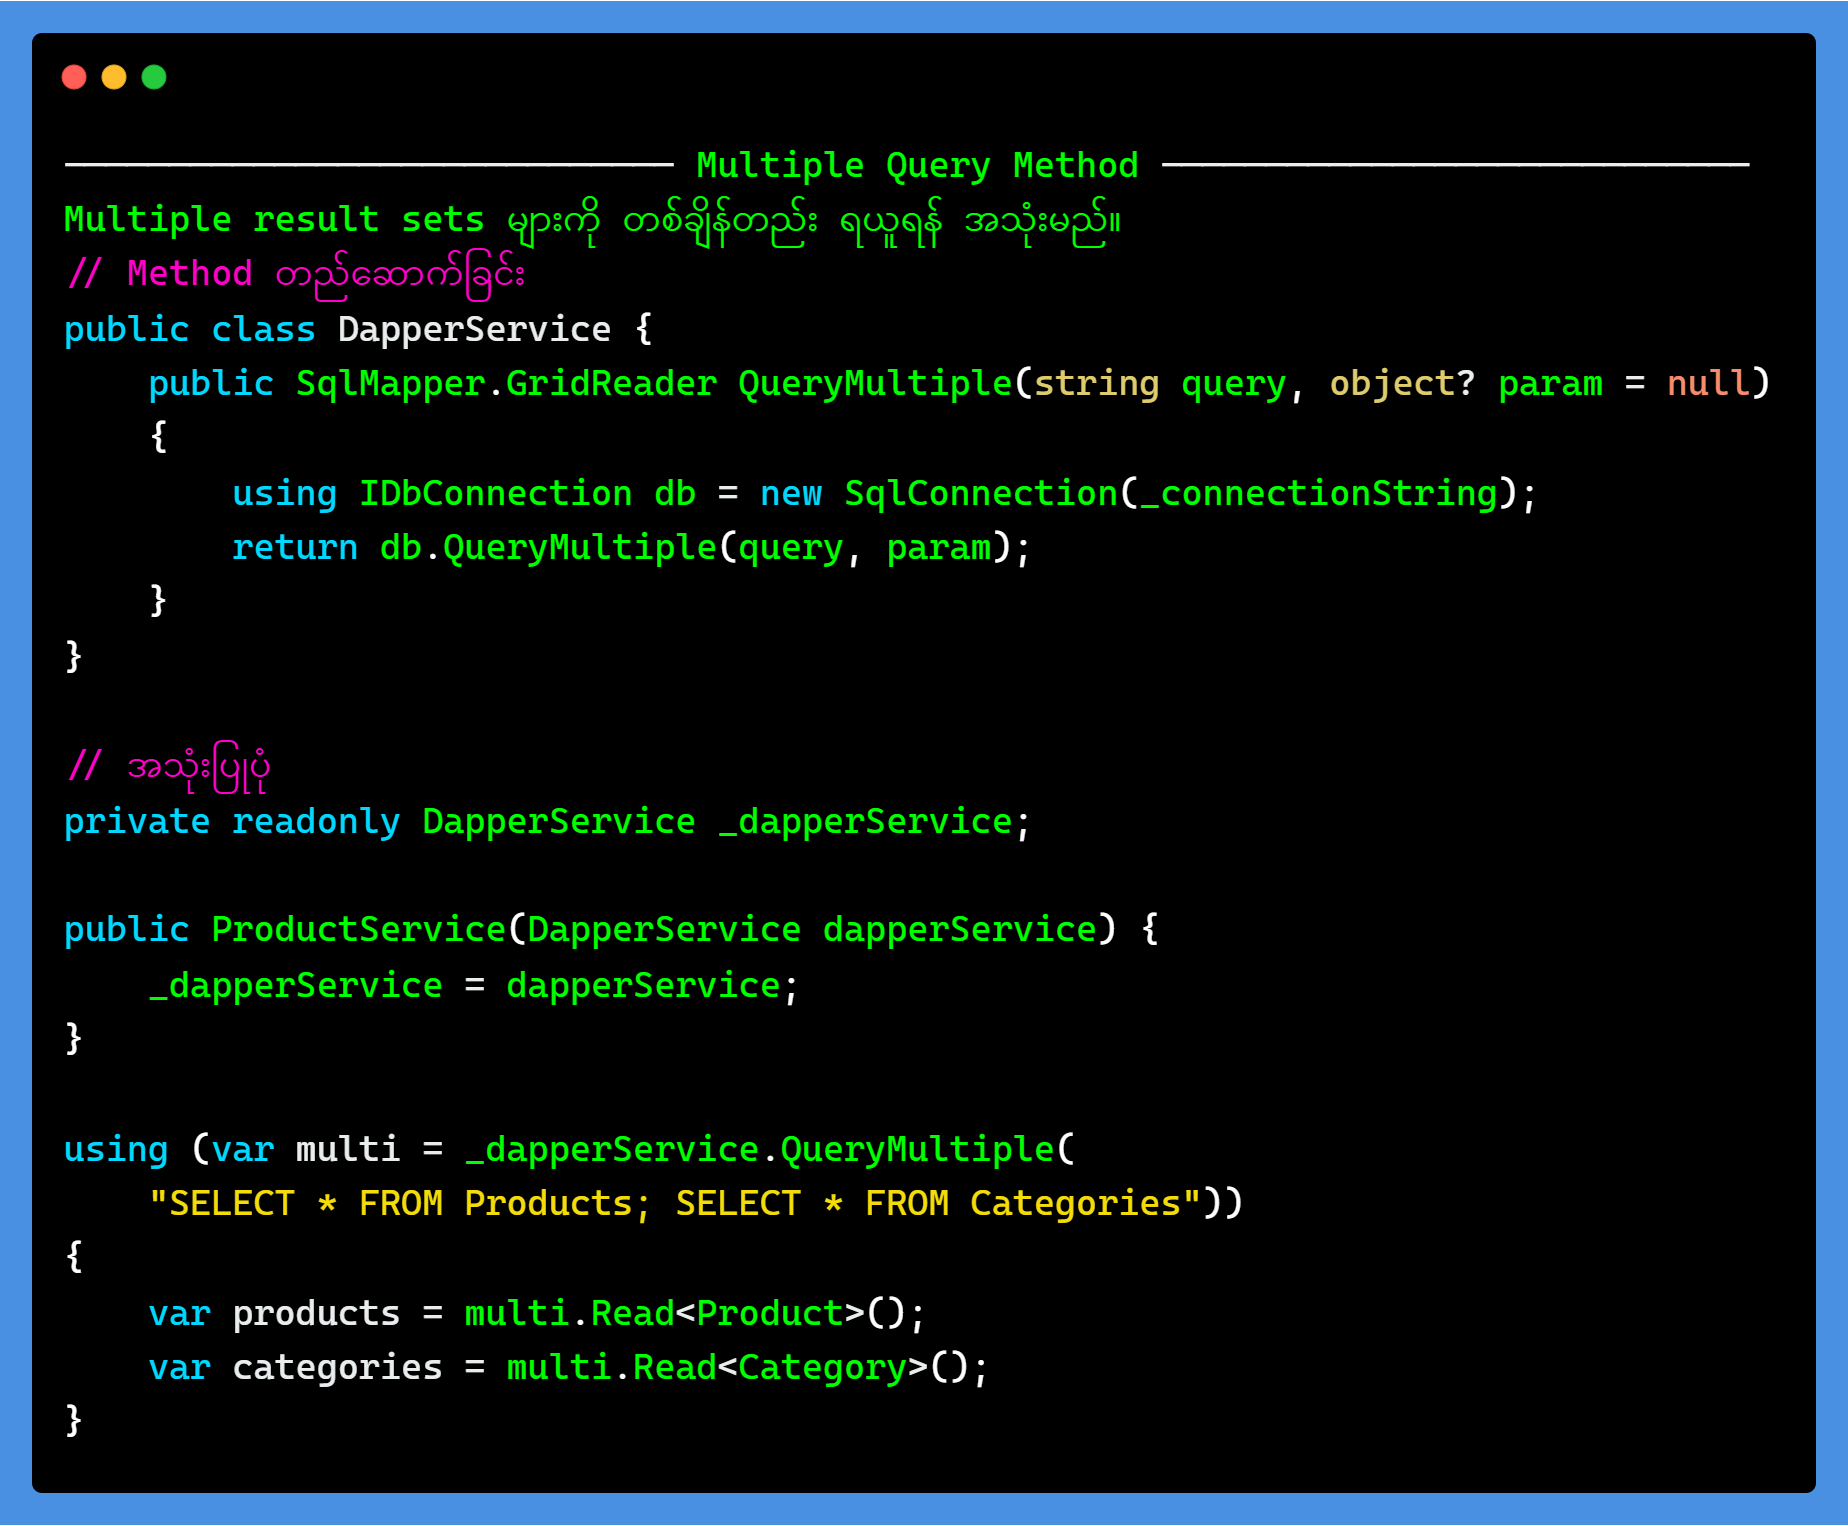 Multiple Query Method
Multiple result sets များကို တစ်ချိန်တည်း ရယူရန် အသုံးမည်။
// Method တည်ဆောက်ခြင်း
public class DapperService {
    public SqlMapper.GridReader QueryMultiple(string query, object? param = null)
    {
        using IDbConnection db = new SqlConnection(_connectionString);
        return db.QueryMultiple(query, param);
    }
}
// အသုံးပြုပုံ
private readonly DapperService _dapperService;
public ProductService(DapperService dapperService) {
    _dapperService = dapperService;
}
using (var multi = _dapperService.QueryMultiple(
    "SELECT * FROM Products; SELECT * FROM Categories"))
{
    var products = multi.Read<Product>();
    var categories = multi.Read<Category>();
}